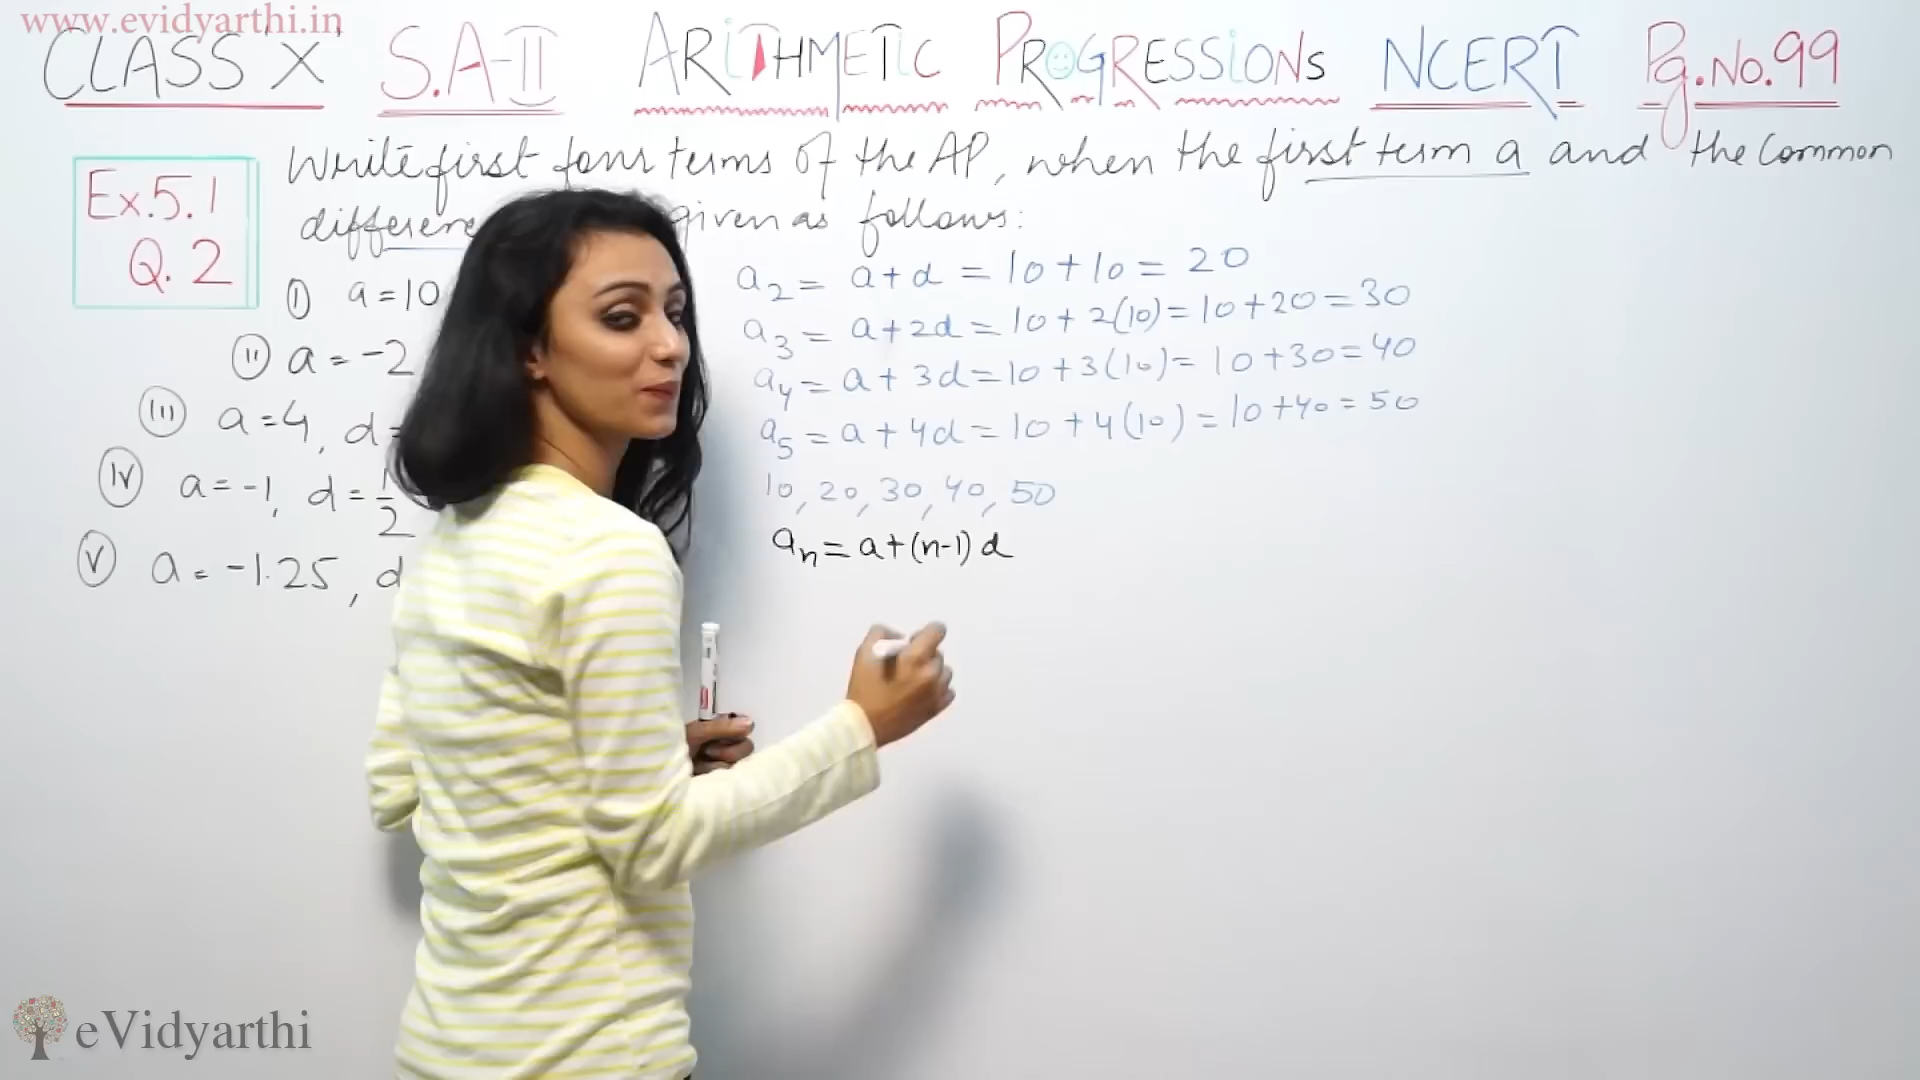 www.evidyarthi.in
CLASS 'X' S.A-II ARiTHMETiC PROGRESSiONs NCERT Pg.No.99
Ex.5.1
Q.2
Write first four terms of the AP, when the first term a and the Common
given as follows:
(i) a=10
(ii) a=-2
(iii) a=4, d=
(iv) a=-1, d=1/2
(v) a=-1.25, d
a₂ = a+d = 10+10 = 20
a₃ = a+2d = 10+2(10) = 10+20 = 30
a₄ = a+3d = 10+3(10) = 10+30 = 40
a₅ = a+4d = 10+4(10) = 10+40 = 50
10, 20, 30, 40, 50
aₙ = a+(n-1)d
eVidyarthi